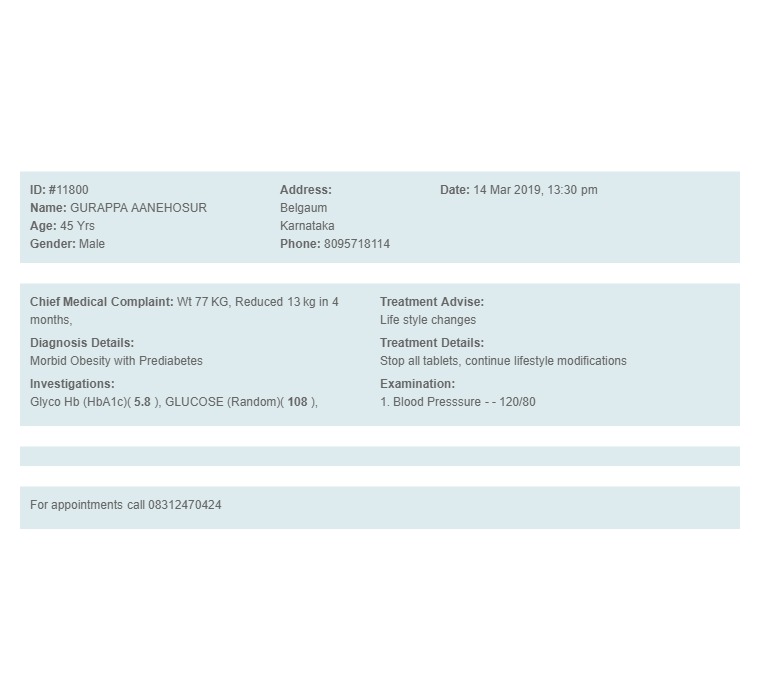 ID: #11800
Name: GURAPPA AANEHOSUR
Age: 45 Yrs
Gender: Male
Address:
Belgaum
Karnataka
Phone: 8095718114
Date: 14 Mar 2019, 13:30 pm
Chief Medical Complaint: Wt 77 KG, Reduced 13 kg in 4
months,
Diagnosis Details:
Morbid Obesity with Prediabetes
Investigations:
Glyco Hb (HbA1c)( 5.8 ), GLUCOSE (Random)( 108 ),
Treatment Advise:
Life style changes
Treatment Details:
Stop all tablets, continue lifestyle modifications
Examination:
1. Blood Presssure - - 120/80
For appointments call 08312470424